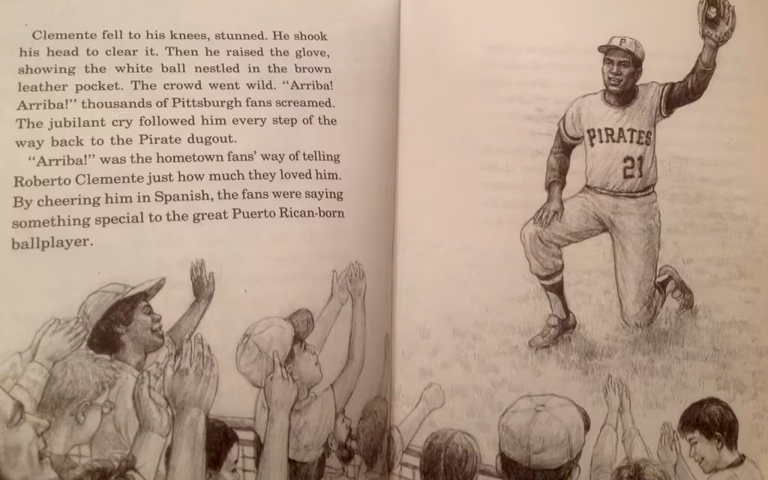 Clemente fell to his knees, stunned. He shook
his head to clear it. Then he raised the glove,
showing the white ball nestled in the brown
leather pocket. The crowd went wild. “Arriba!
Arriba!” thousands of Pittsburgh fans screamed.
The jubilant cry followed him every step of the
way back to the Pirate dugout.
“Arriba!” was the hometown fans’ way of telling
Roberto Clemente just how much they loved him.
By cheering him in Spanish, the fans were saying
something special to the great Puerto Rican-born
ballplayer.
P
PIRATES
21